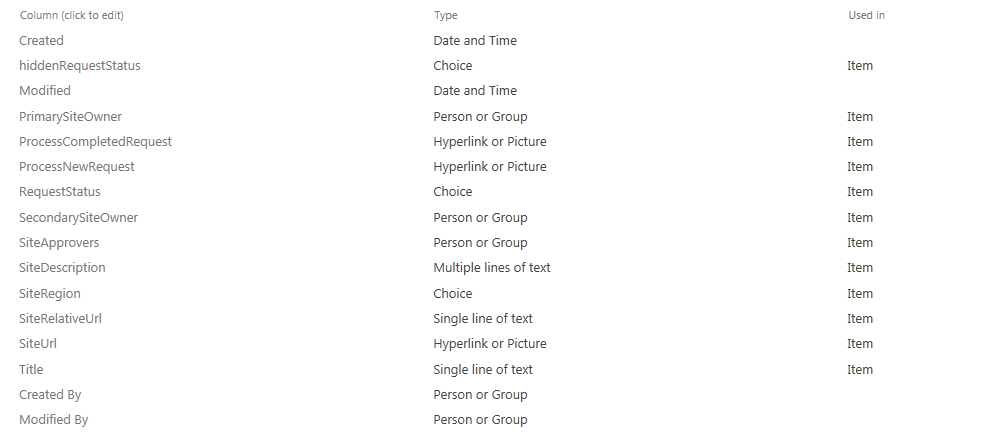 Column (click to edit) Type Used in
Created Date and Time
hiddenRequestStatus Choice Item
Modified Date and Time
PrimarySiteOwner Person or Group Item
ProcessCompletedRequest Hyperlink or Picture Item
ProcessNewRequest Hyperlink or Picture Item
RequestStatus Choice Item
SecondarySiteOwner Person or Group Item
SiteApprovers Person or Group Item
SiteDescription Multiple lines of text Item
SiteRegion Choice Item
SiteRelativeUrl Single line of text Item
SiteUrl Hyperlink or Picture Item
Title Single line of text Item
Created By Person or Group
Modified By Person or Group